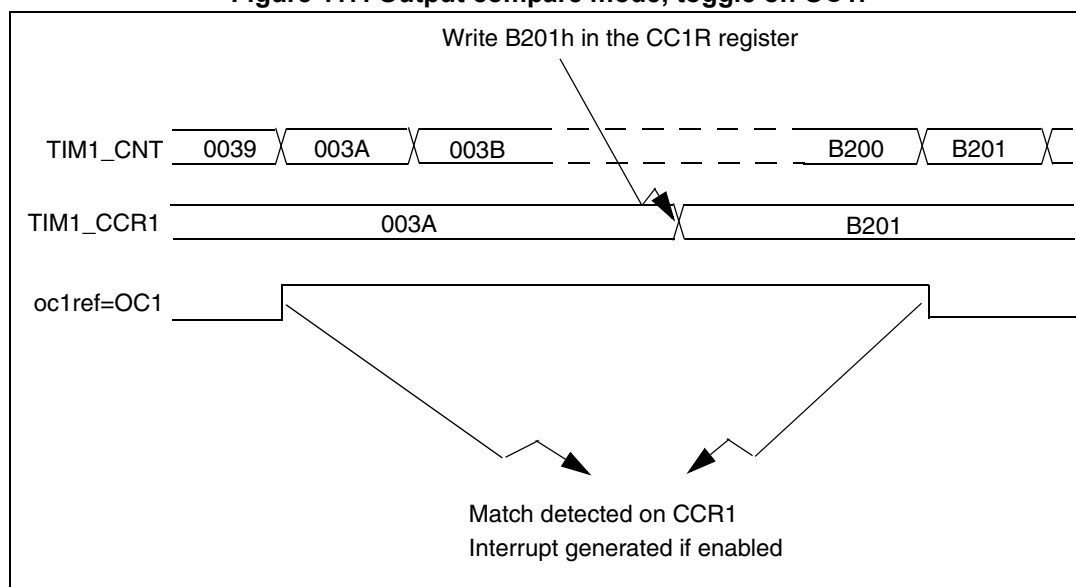 Write B201h in the CC1R register
TIM1_CNT 0039 003A 003B B200 B201
TIM1_CCR1 003A B201
oc1ref=OC1
Match detected on CCR1
Interrupt generated if enabled